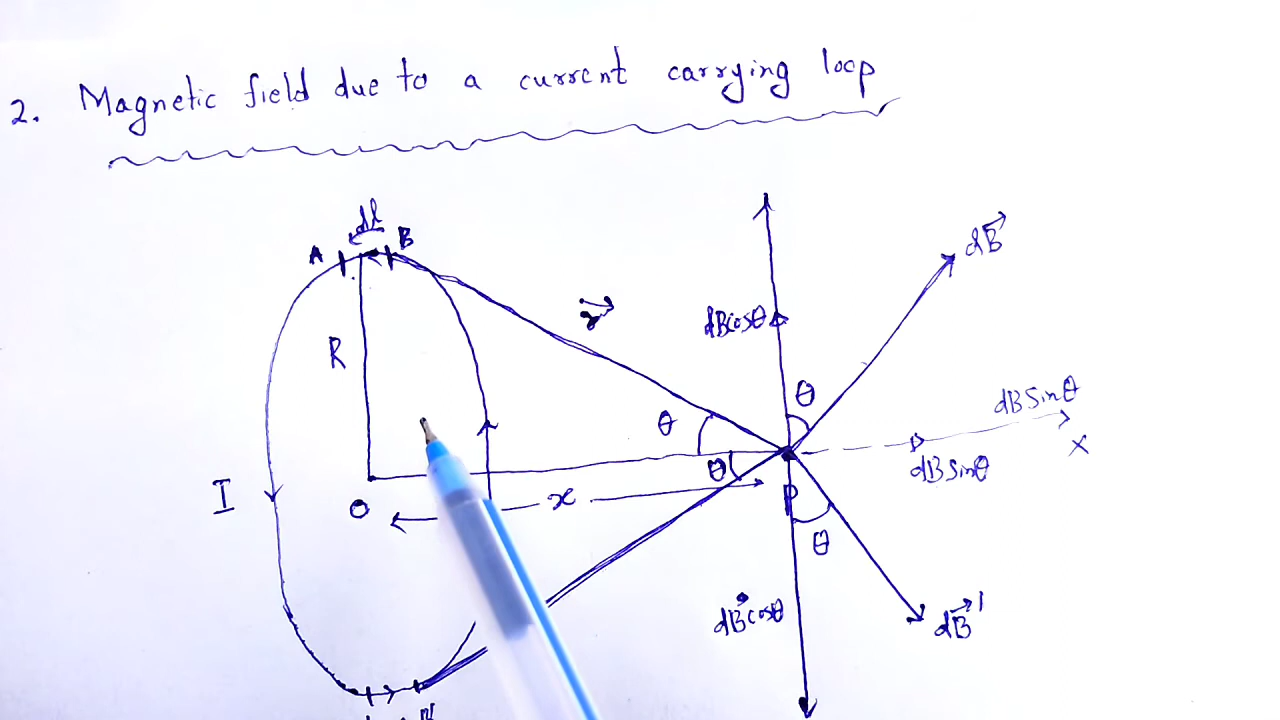 2. Magnetic field due to a current carrying loop
dl
A B
dB
r
R
dBcosθ
θ
dBsinθ
θ
x
θ
dBsinθ
I
x
P
O
θ
dBcosθ
dB'